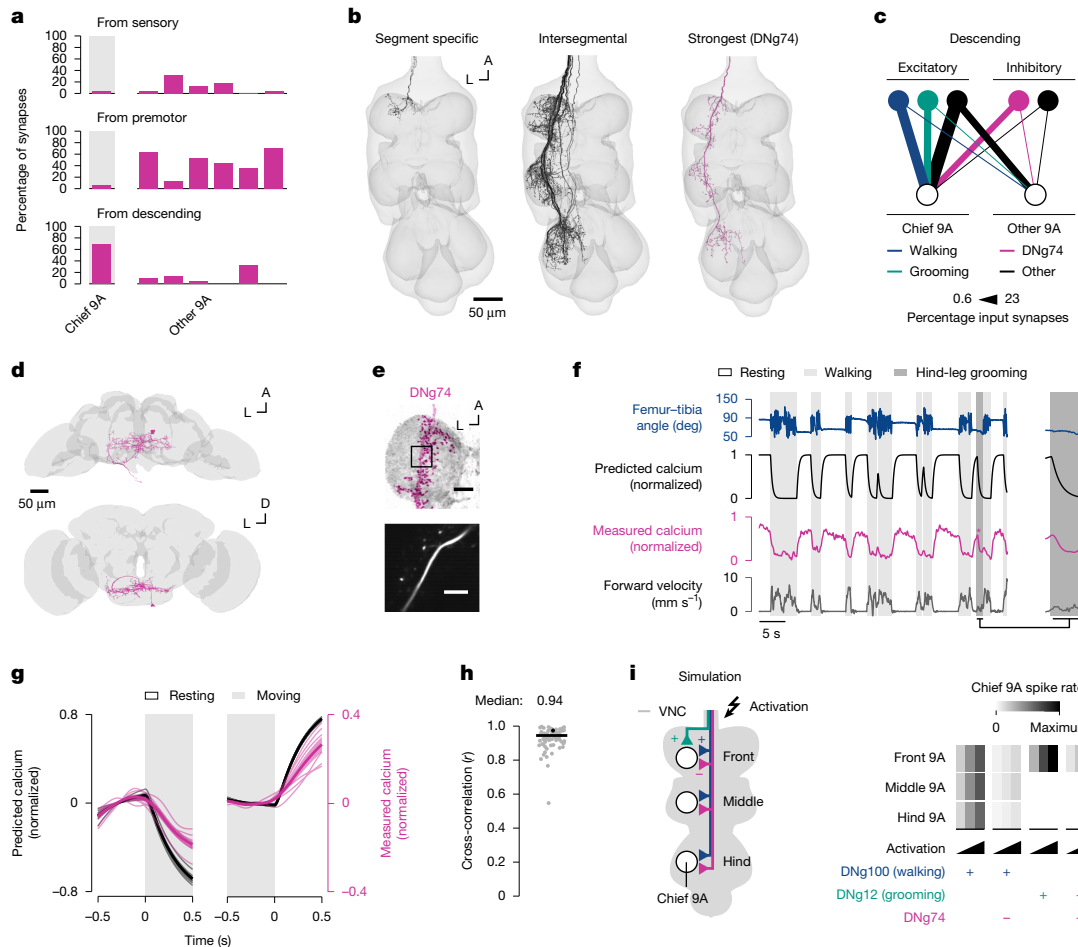 a
From sensory
100
80
60
40
20
0
From premotor
100
80
60
40
20
0
From descending
100
80
60
40
20
0
Percentage of synapses
Chief 9A
Other 9A
b
Segment specific
Intersegmental
Strongest (DNg74)
A
L
50 μm
c
Descending
Excitatory
Inhibitory
Chief 9A
Other 9A
Walking
DNg74
Grooming
Other
0.6
23
Percentage input synapses
d
A
L
50 μm
D
L
e
DNg74
A
L
f
Resting
Walking
Hind-leg grooming
Femur–tibia
angle (deg)
150
90
50
Predicted calcium
(normalized)
1
0
Measured calcium
(normalized)
1
0
Forward velocity
(mm s−1)
10
0
5 s
g
Resting
Moving
Predicted calcium
(normalized)
0.8
0
−0.8
0.4
0
−0.4
Measured calcium
(normalized)
−0.5
0
0.5
−0.5
0
0.5
Time (s)
h
Median: 0.94
Cross-correlation (r)
1.0
0.8
0.6
0.4
0.2
0
i
Simulation
VNC
Activation
+
+
−
Front
Middle
Hind
Chief 9A
Chief 9A spike rate
0
Maximu
Front 9A
Middle 9A
Hind 9A
Activation
DNg100 (walking) + +
DNg12 (grooming) +
DNg74 −